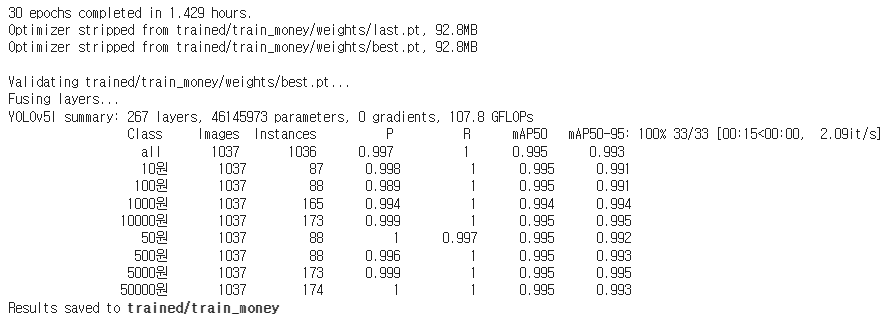 30 epochs completed in 1.429 hours.
Optimizer stripped from trained/train_money/weights/last.pt, 92.8MB
Optimizer stripped from trained/train_money/weights/best.pt, 92.8MB
Validating trained/train_money/weights/best.pt...
Fusing layers...
YOLOv5l summary: 267 layers, 46145973 parameters, 0 gradients, 107.8 GFLOPs
Class Images Instances P R mAP50 mAP50-95: 100% 33/33 [00:15<00:00, 2.09it/s]
all 1037 1036 0.997 1 0.995 0.993
10원 1037 87 0.998 1 0.995 0.991
100원 1037 88 0.989 1 0.995 0.991
1000원 1037 165 0.994 1 0.994 0.994
10000원 1037 173 0.999 1 0.995 0.995
50원 1037 88 1 0.997 0.995 0.992
500원 1037 88 0.996 1 0.995 0.993
5000원 1037 173 0.999 1 0.995 0.995
50000원 1037 174 1 1 0.995 0.993
Results saved to trained/train_money